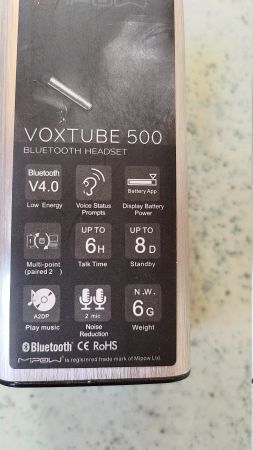 MIPOW
VOXTUBE 500
BLUETOOTH HEADSET
Bluetooth
V4.0
Low Energy
Voice Status
Prompts
Battery App
Display Battery
Power
Multi-point
(paired 2 )
UP TO
6H
Talk Time
UP TO
8D
Standby
A2DP
Play music
2 mic
Noise
Reduction
N.W.
6G
Weight
Bluetooth® CE RoHS
MIPOW is registered trade mark of Mipow Ltd.